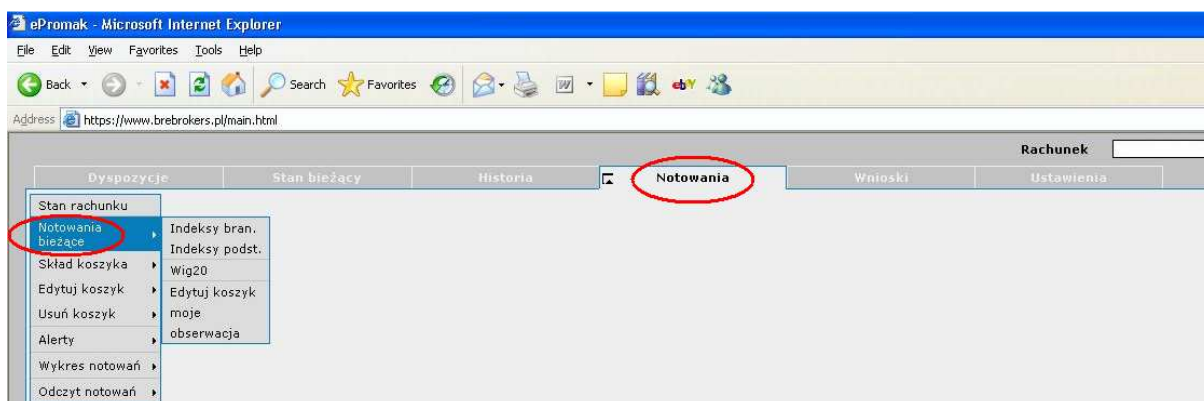 ePromak - Microsoft Internet Explorer
File Edit View Favorites Tools Help
Back Search Favorites W ebY
Address https://www.brebrokers.pl/main.html
Rachunek
Dyspozycje Stan bieżący Historia Notowania Wnioski Ustawienia
Stan rachunku
Notowania
bieżące
Indeksy bran.
Indeksy podst.
Skład koszyka
Wig20
Edytuj koszyk
Edytuj koszyk
Usuń koszyk
moje
Alerty
obserwacja
Wykres notowań
Odczyt notowań